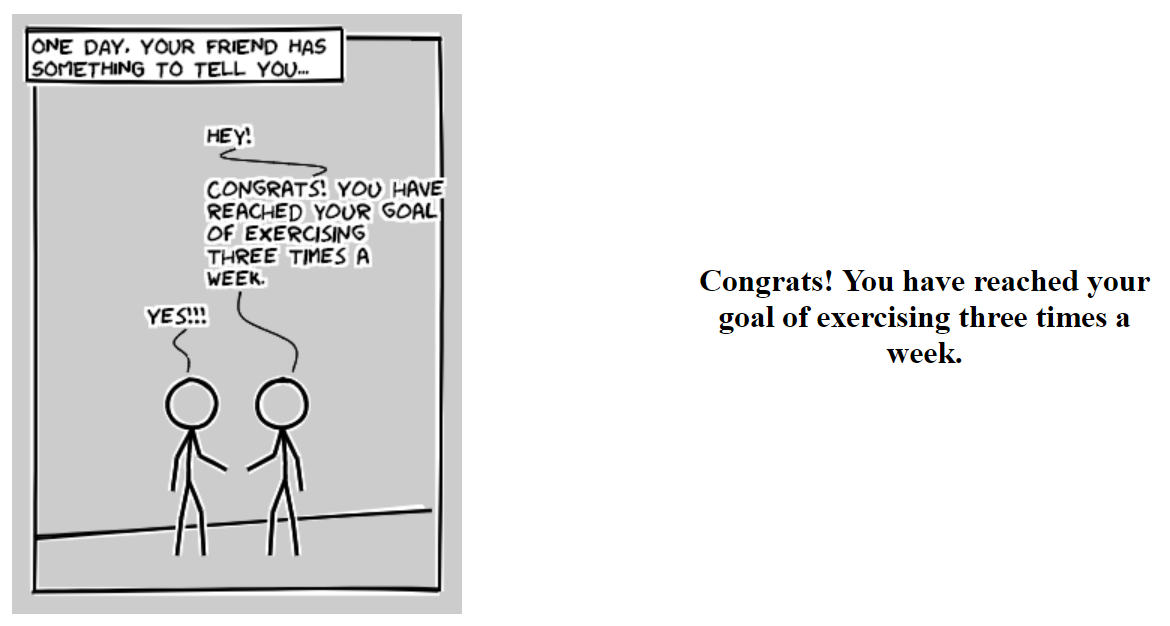 ONE DAY, YOUR FRIEND HAS
SOMETHING TO TELL YOU...
HEY!
CONGRATS! YOU HAVE
REACHED YOUR GOAL
OF EXERCISING
THREE TIMES A
WEEK.
YES!!!
Congrats! You have reached your
goal of exercising three times a
week.